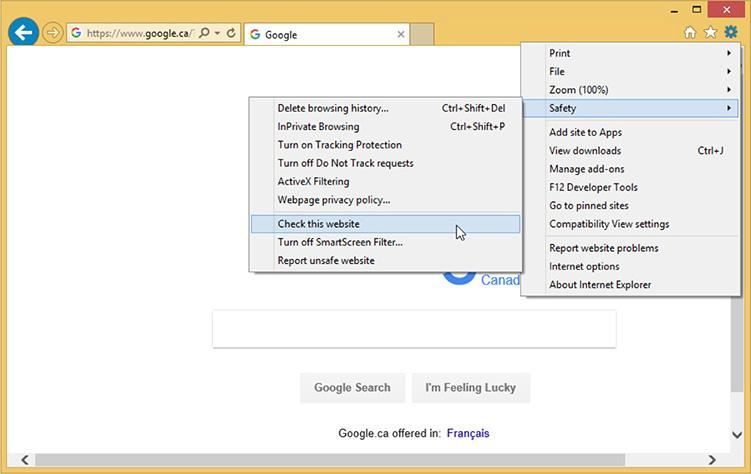 https://www.google.ca/
Google
Print
File
Zoom (100%)
Safety
Add site to Apps
View downloads Ctrl+J
Manage add-ons
F12 Developer Tools
Go to pinned sites
Compatibility View settings
Report website problems
Internet options
About Internet Explorer
Delete browsing history... Ctrl+Shift+Del
InPrivate Browsing Ctrl+Shift+P
Turn on Tracking Protection
Turn off Do Not Track requests
ActiveX Filtering
Webpage privacy policy...
Check this website
Turn off SmartScreen Filter...
Report unsafe website
Google Search I'm Feeling Lucky
Google.ca offered in: Français